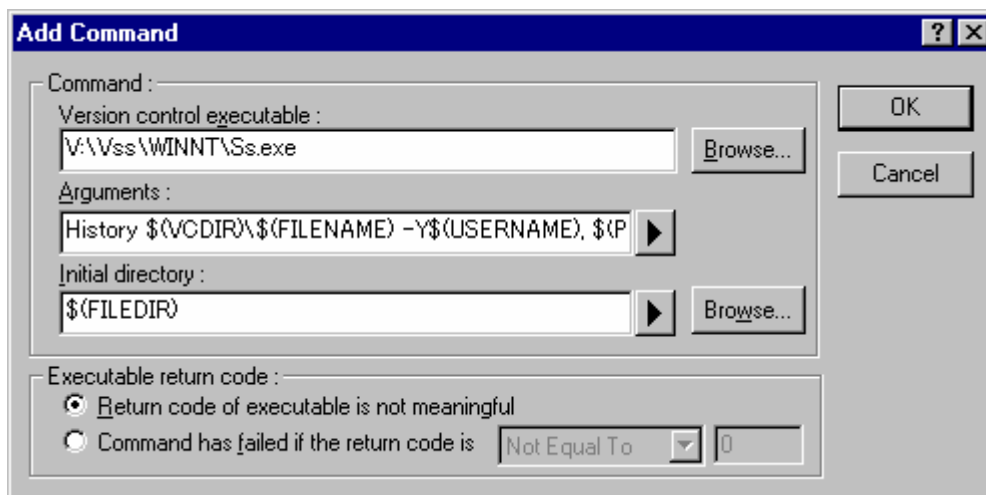 Add Command
Command :
Version control executable :
V:\Vss\WINNT\Ss.exe
Browse...
Arguments :
History $(VCDIR)\$(FILENAME) -Y$(USERNAME), $(P
Initial directory :
$(FILEDIR)
Browse...
Executable return code :
Return code of executable is not meaningful
Command has failed if the return code is
Not Equal To
0
OK
Cancel